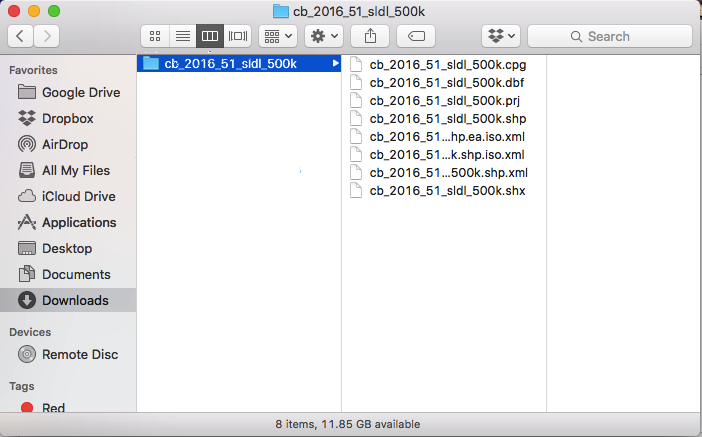 cb_2016_51_sldl_500k
Search
Favorites
Google Drive
Dropbox
AirDrop
All My Files
iCloud Drive
Applications
Desktop
Documents
Downloads
Devices
Remote Disc
Tags
Red
cb_2016_51_sldl_500k
cb_2016_51_sldl_500k.cpg
cb_2016_51_sldl_500k.dbf
cb_2016_51_sldl_500k.prj
cb_2016_51_sldl_500k.shp
cb_2016_51...hp.ea.iso.xml
cb_2016_51...k.shp.iso.xml
cb_2016_51...500k.shp.xml
cb_2016_51_sldl_500k.shx
8 items, 11.85 GB available